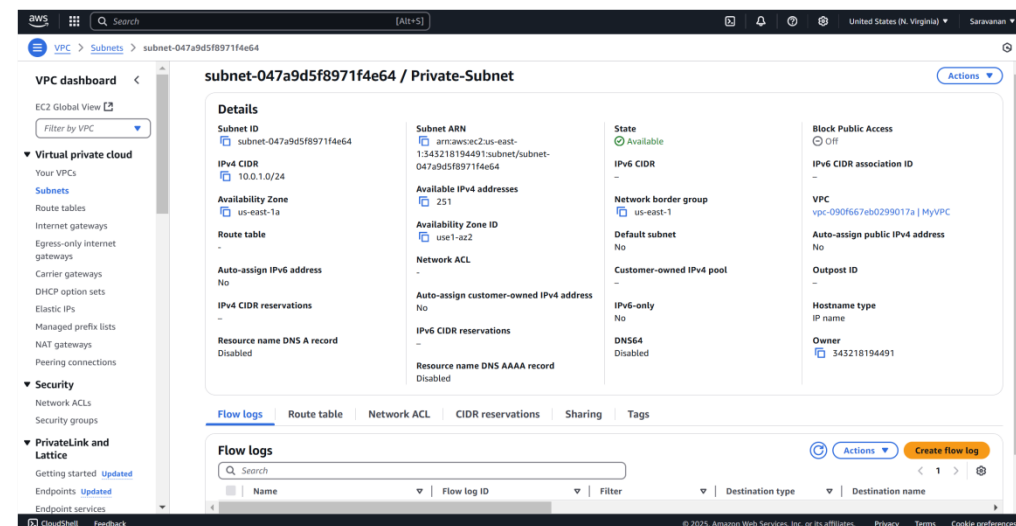 aws
Search [Alt+S] United States (N. Virginia) Saravanan
VPC > Subnets > subnet-047a9d5f8971f4e64
VPC dashboard
EC2 Global View
Filter by VPC
Virtual private cloud
Your VPCs
Subnets
Route tables
Internet gateways
Egress-only internet
gateways
Carrier gateways
DHCP option sets
Elastic IPs
Managed prefix lists
NAT gateways
Peering connections
Security
Network ACLs
Security groups
PrivateLink and
Lattice
Getting started Updated
Endpoints Updated
Endpoint services
subnet-047a9d5f8971f4e64 / Private-Subnet
Actions
Details
Subnet ID
subnet-047a9d5f8971f4e64
IPv4 CIDR
10.0.1.0/24
Availability Zone
us-east-1a
Route table
-
Auto-assign IPv6 address
No
IPv4 CIDR reservations
–
Resource name DNS A record
Disabled
Subnet ARN
arn:aws:ec2:us-east-
1:343218194491:subnet/subnet-
047a9d5f8971f4e64
Available IPv4 addresses
251
Availability Zone ID
use1-az2
Network ACL
-
Auto-assign customer-owned IPv4 address
No
IPv6 CIDR reservations
–
Resource name DNS AAAA record
Disabled
State
Available
IPv6 CIDR
–
Network border group
us-east-1
Default subnet
No
Customer-owned IPv4 pool
–
IPv6-only
No
DNS64
Disabled
Block Public Access
Off
IPv6 CIDR association ID
–
VPC
vpc-090f667eb0299017a | MyVPC
Auto-assign public IPv4 address
No
Outpost ID
–
Hostname type
IP name
Owner
343218194491
Flow logs Route table Network ACL CIDR reservations Sharing Tags
Flow logs
Actions Create flow log
Search
1
Name Flow log ID Filter Destination type Destination name
CloudShell Feedback © 2025, Amazon Web Services, Inc. or its affiliates. Privacy Terms Cookie preferences